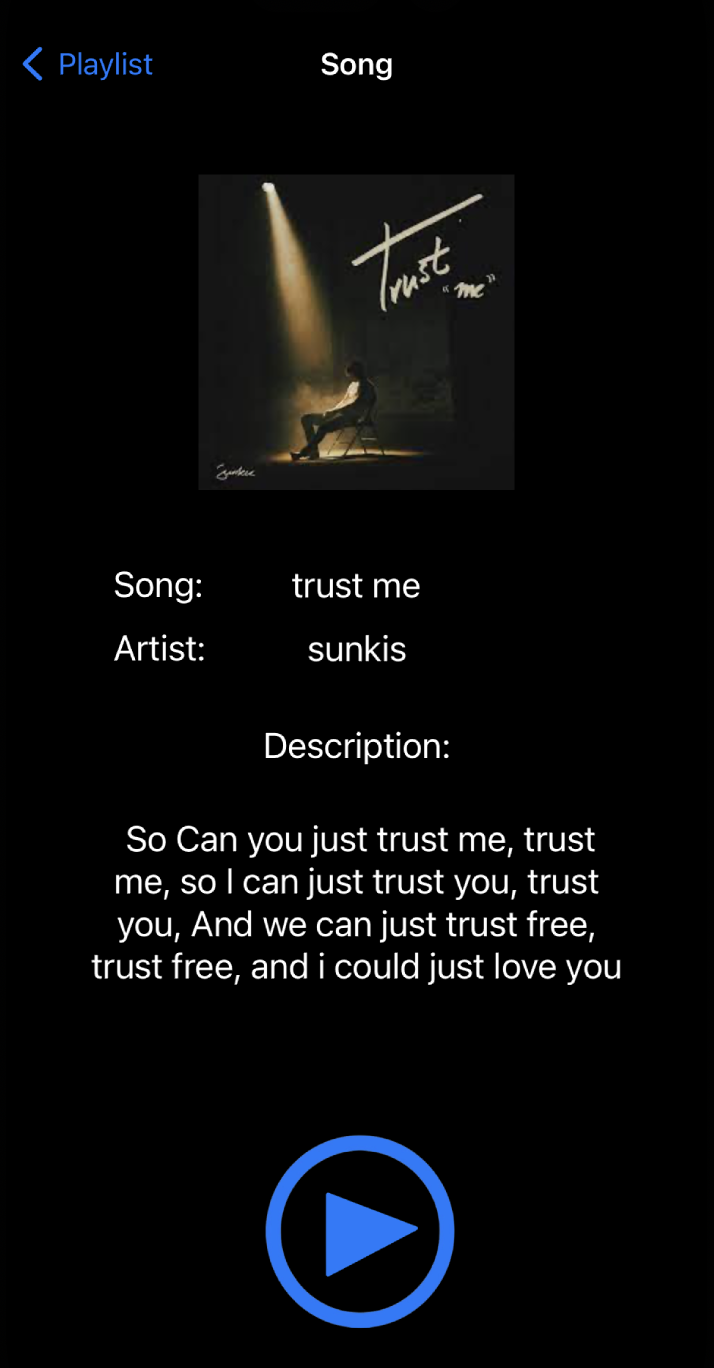 Playlist
Song
Trust
“me”
Song: trust me
Artist: sunkis
Description:
So Can you just trust me, trust
me, so I can just trust you, trust
you, And we can just trust free,
trust free, and i could just love you